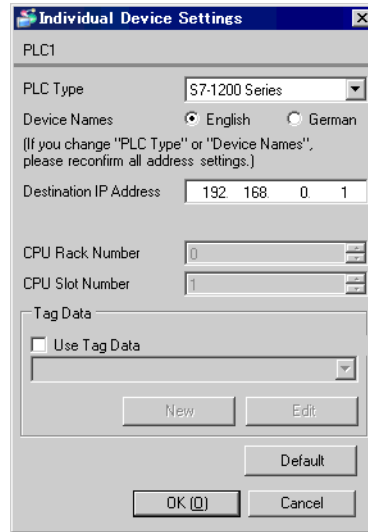 Individual Device Settings
PLC1
PLC Type S7-1200 Series
Device Names English German
(If you change "PLC Type" or "Device Names",
please reconfirm all address settings.)
Destination IP Address 192. 168. 0. 1
CPU Rack Number 0
CPU Slot Number 1
Tag Data
Use Tag Data
New Edit
Default
OK (O) Cancel